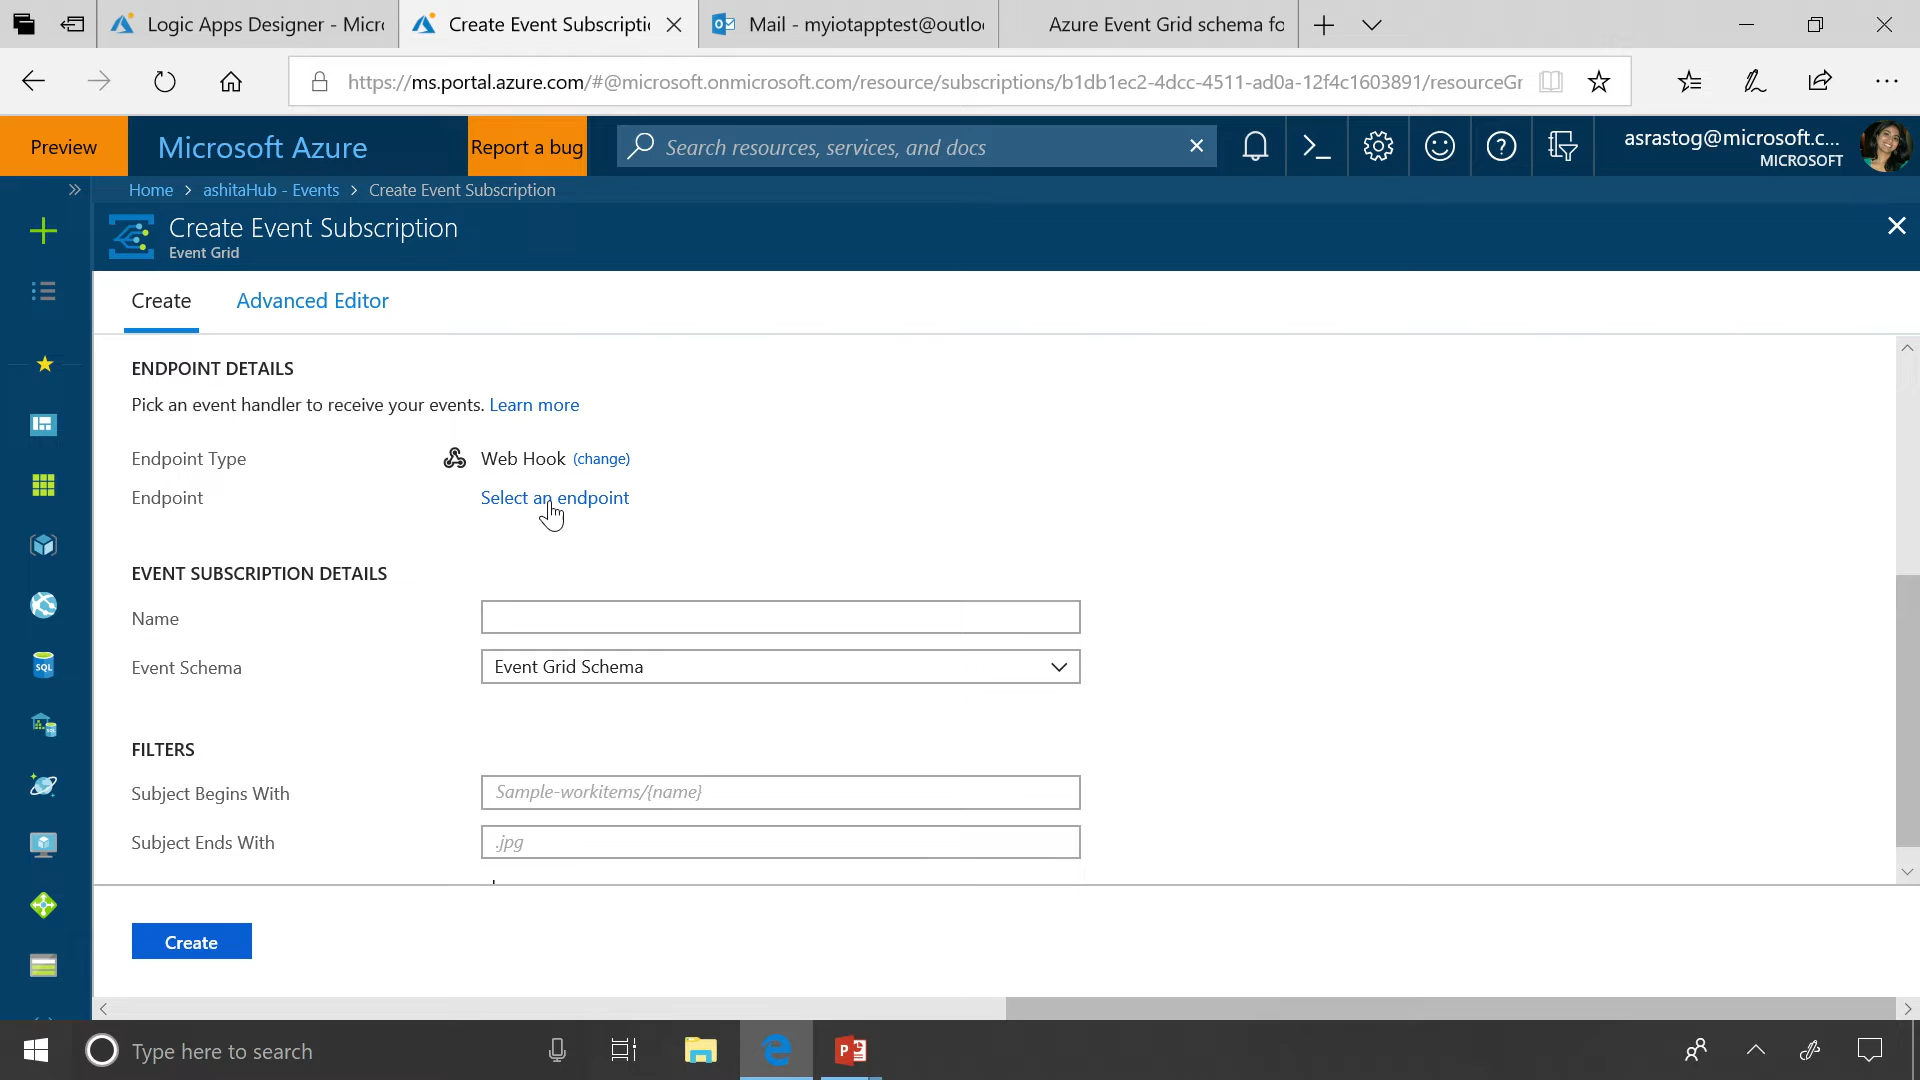 Logic Apps Designer - Micr
Create Event Subscriptio
Mail - myiotapptest@outloo
Azure Event Grid schema fo
https://ms.portal.azure.com/#@microsoft.onmicrosoft.com/resource/subscriptions/b1db1ec2-4dcc-4511-ad0a-12f4c1603891/resourceGr
Preview
Microsoft Azure
Report a bug
Search resources, services, and docs
asrastog@microsoft.c...
MICROSOFT
Home > ashitaHub - Events > Create Event Subscription
Create Event Subscription
Event Grid
Create
Advanced Editor
ENDPOINT DETAILS
Pick an event handler to receive your events. Learn more
Endpoint Type
Web Hook (change)
Endpoint
Select an endpoint
EVENT SUBSCRIPTION DETAILS
Name
Event Schema
Event Grid Schema
FILTERS
Subject Begins With
Sample-workitems/{name}
Subject Ends With
.jpg
Create
Type here to search